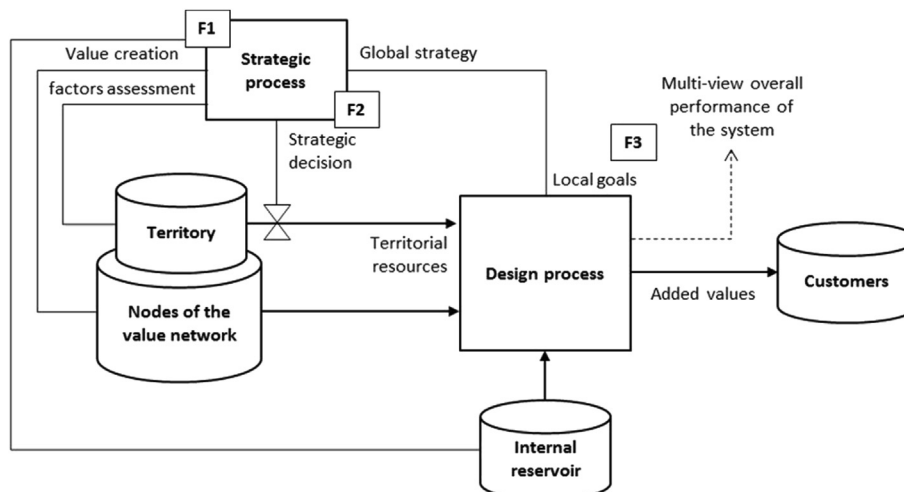 F1
Value creation
factors assessment
Strategic
process
F2
Global strategy
Strategic
decision
Multi-view overall
performance of
the system
F3
Local goals
Territory
Territorial
resources
Design process
Nodes of the
value network
Added values
Customers
Internal
reservoir